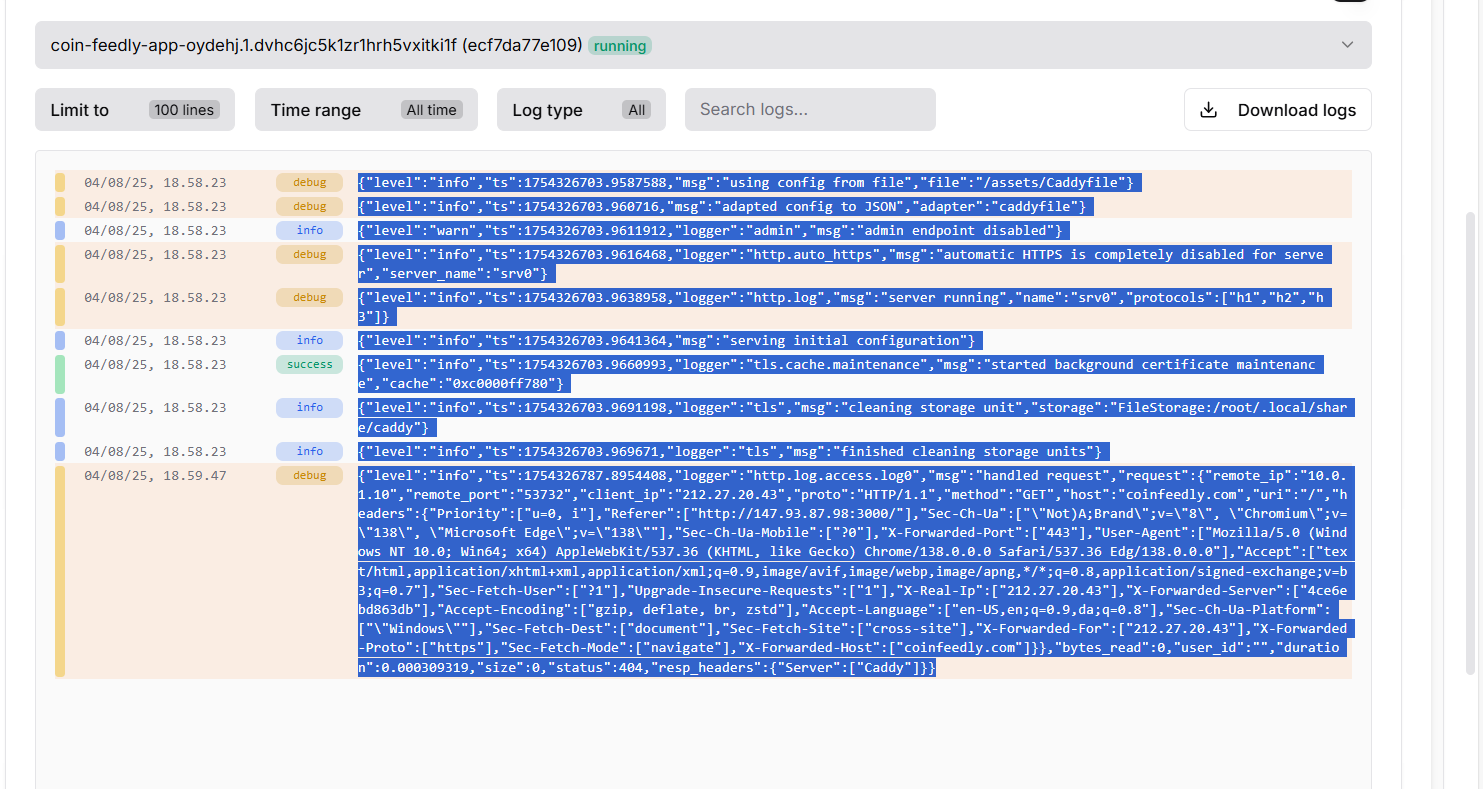 coin-feedly-app-oydehj.1.dvhc6jc5k1zr1hrh5vxitki1f (ecf7da77e109) running
Limit to 100 lines Time range All time Log type All Search logs... Download logs
04/08/25, 18.58.23 debug {"level":"info","ts":1754326703.9587588,"msg":"using config from file","file":"/assets/Caddyfile"}
04/08/25, 18.58.23 debug {"level":"info","ts":1754326703.960716,"msg":"adapted config to JSON","adapter":"caddyfile"}
04/08/25, 18.58.23 info {"level":"warn","ts":1754326703.9611912,"logger":"admin","msg":"admin endpoint disabled"}
04/08/25, 18.58.23 debug {"level":"info","ts":1754326703.9616468,"logger":"http.auto_https","msg":"automatic HTTPS is completely disabled for serve
r","server_name":"srv0"}
04/08/25, 18.58.23 debug {"level":"info","ts":1754326703.9638958,"logger":"http.log","msg":"server running","name":"srv0","protocols":["h1","h2","h
3"]}
04/08/25, 18.58.23 info {"level":"info","ts":1754326703.9641364,"msg":"serving initial configuration"}
04/08/25, 18.58.23 success {"level":"info","ts":1754326703.9660993,"logger":"tls.cache.maintenance","msg":"started background certificate maintenanc
e","cache":"0xc0000ff780"}
04/08/25, 18.58.23 info {"level":"info","ts":1754326703.9691198,"logger":"tls","msg":"cleaning storage unit","storage":"FileStorage:/root/.local/shar
e/caddy"}
04/08/25, 18.58.23 info {"level":"info","ts":1754326703.969671,"logger":"tls","msg":"finished cleaning storage units"}
04/08/25, 18.59.47 debug {"level":"info","ts":1754326787.8954408,"logger":"http.log.access.log0","msg":"handled request","request":{"remote_ip":"10.0.
1.10","remote_port":"53732","client_ip":"212.27.20.43","proto":"HTTP/1.1","method":"GET","host":"coinfeedly.com","uri":"/","h
eaders":{"Priority":["u=0, i"],"Referer":["http://147.93.87.98:3000/"],"Sec-Ch-Ua":["\"Not)A;Brand\";v=\"8\", \"Chromium\";v=
\"138\", \"Microsoft Edge\";v=\"138\""],"Sec-Ch-Ua-Mobile":["?0"],"X-Forwarded-Port":["443"],"User-Agent":["Mozilla/5.0 (Wind
ows NT 10.0; Win64; x64) AppleWebKit/537.36 (KHTML, like Gecko) Chrome/138.0.0.0 Safari/537.36 Edg/138.0.0.0"],"Accept":["tex
t/html,application/xhtml+xml,application/xml;q=0.9,image/avif,image/webp,image/apng,*/*;q=0.8,application/signed-exchange;v=b
3;q=0.7"],"Sec-Fetch-User":["?1"],"Upgrade-Insecure-Requests":["1"],"X-Real-Ip":["212.27.20.43"],"X-Forwarded-Server":["4ce6e
bd863db"],"Accept-Encoding":["gzip, deflate, br, zstd"],"Accept-Language":["en-US,en;q=0.9,da;q=0.8"],"Sec-Ch-Ua-Platform":
["\"Windows\""],"Sec-Fetch-Dest":["document"],"Sec-Fetch-Site":["cross-site"],"X-Forwarded-For":["212.27.20.43"],"X-Forwarded
-Proto":["https"],"Sec-Fetch-Mode":["navigate"],"X-Forwarded-Host":["coinfeedly.com"]}},"bytes_read":0,"user_id":"","duratio
n":0.000309319,"size":0,"status":404,"resp_headers":{"Server":["Caddy"]}}